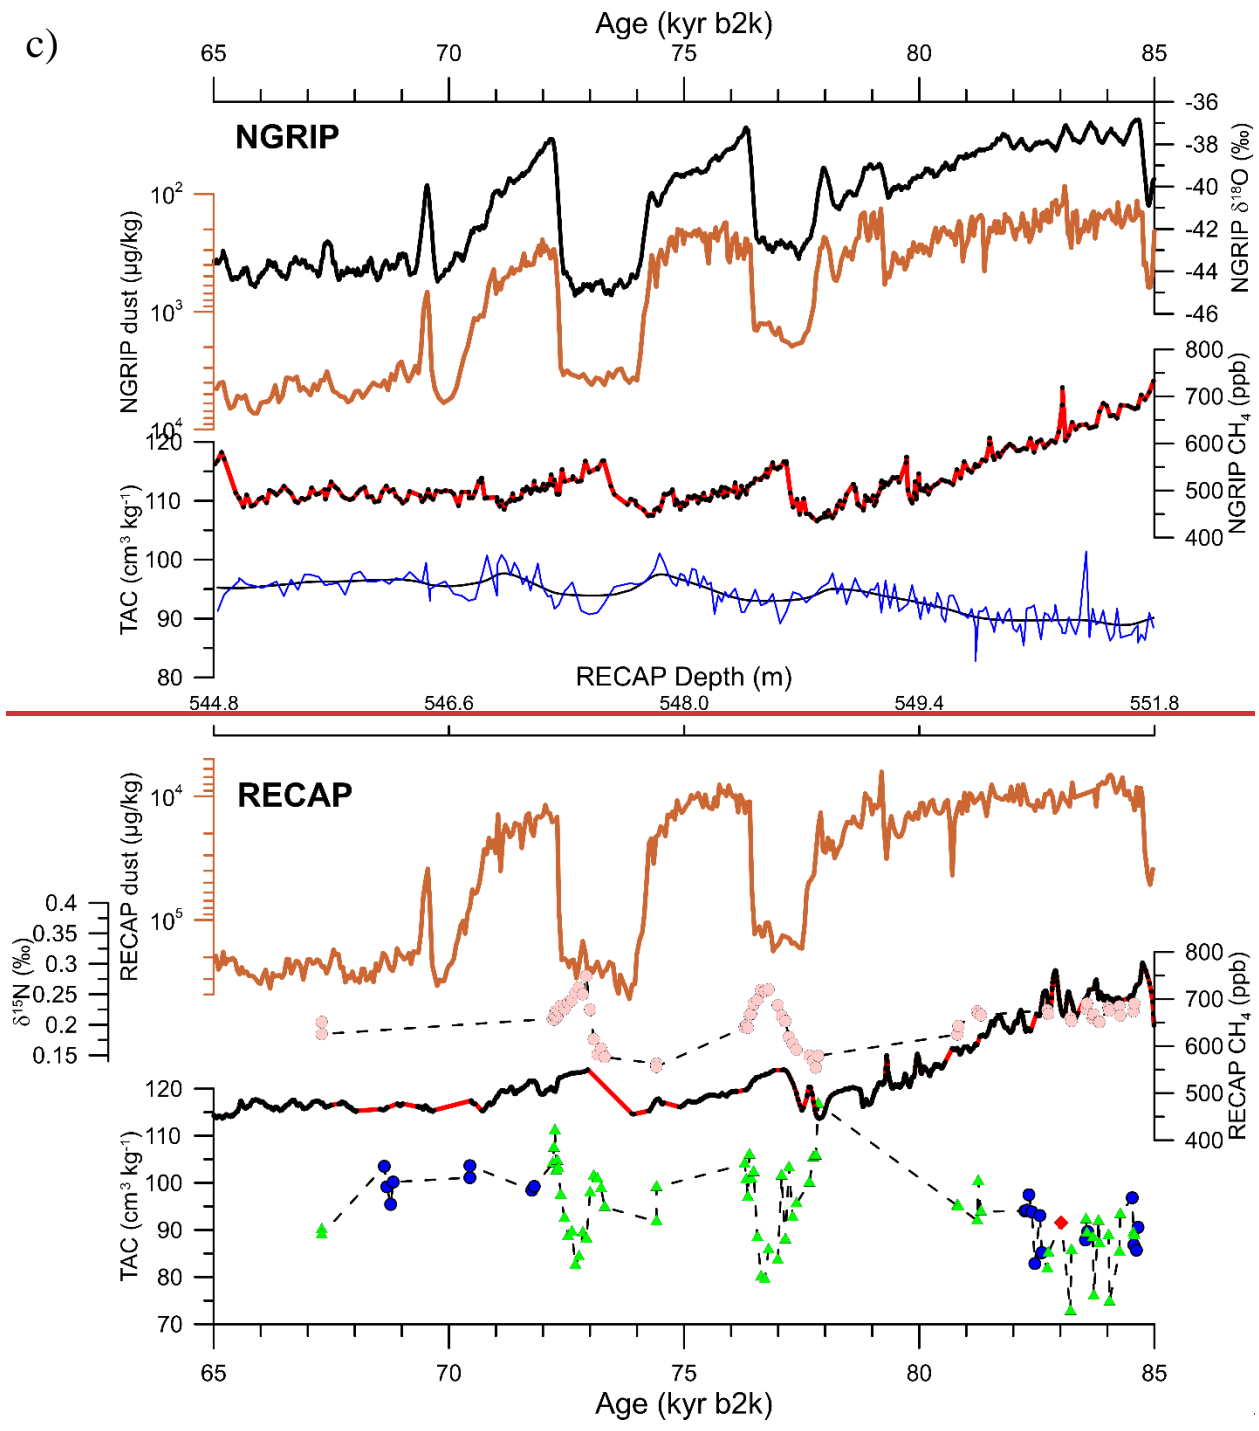 c)
Age (kyr b2k)
65 70 75 80 85
NGRIP
-36
-38
-40
-42
-44
-46
NGRIP δ¹⁸O (‰)
10²
10³
10⁴
NGRIP dust (µg/kg)
800
700
600
500
400
NGRIP CH₄ (ppb)
120
110
100
90
80
TAC (cm³ kg⁻¹)
RECAP Depth (m)
544.8 546.6 548.0 549.4 551.8
RECAP
10⁴
10⁵
RECAP dust (µg/kg)
0.4
0.35
0.3
0.25
0.2
0.15
δ¹⁵N (‰)
800
700
600
500
400
RECAP CH₄ (ppb)
120
110
100
90
80
70
TAC (cm³ kg⁻¹)
65 70 75 80 85
Age (kyr b2k)